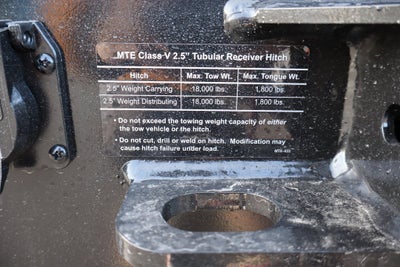 MTE Class V 2.5" Tubular Receiver Hitch
Hitch Max. Tow Wt. Max. Tongue Wt.
2.5" Weight Carrying 18,000 lbs. 1,800 lbs.
2.5" Weight Distributing 18,000 lbs. 1,800 lbs.
• Do not exceed the towing weight capacity of either
the tow vehicle or the hitch.
• Do not cut, drill or weld on hitch. Modification may
cause hitch failure under load.